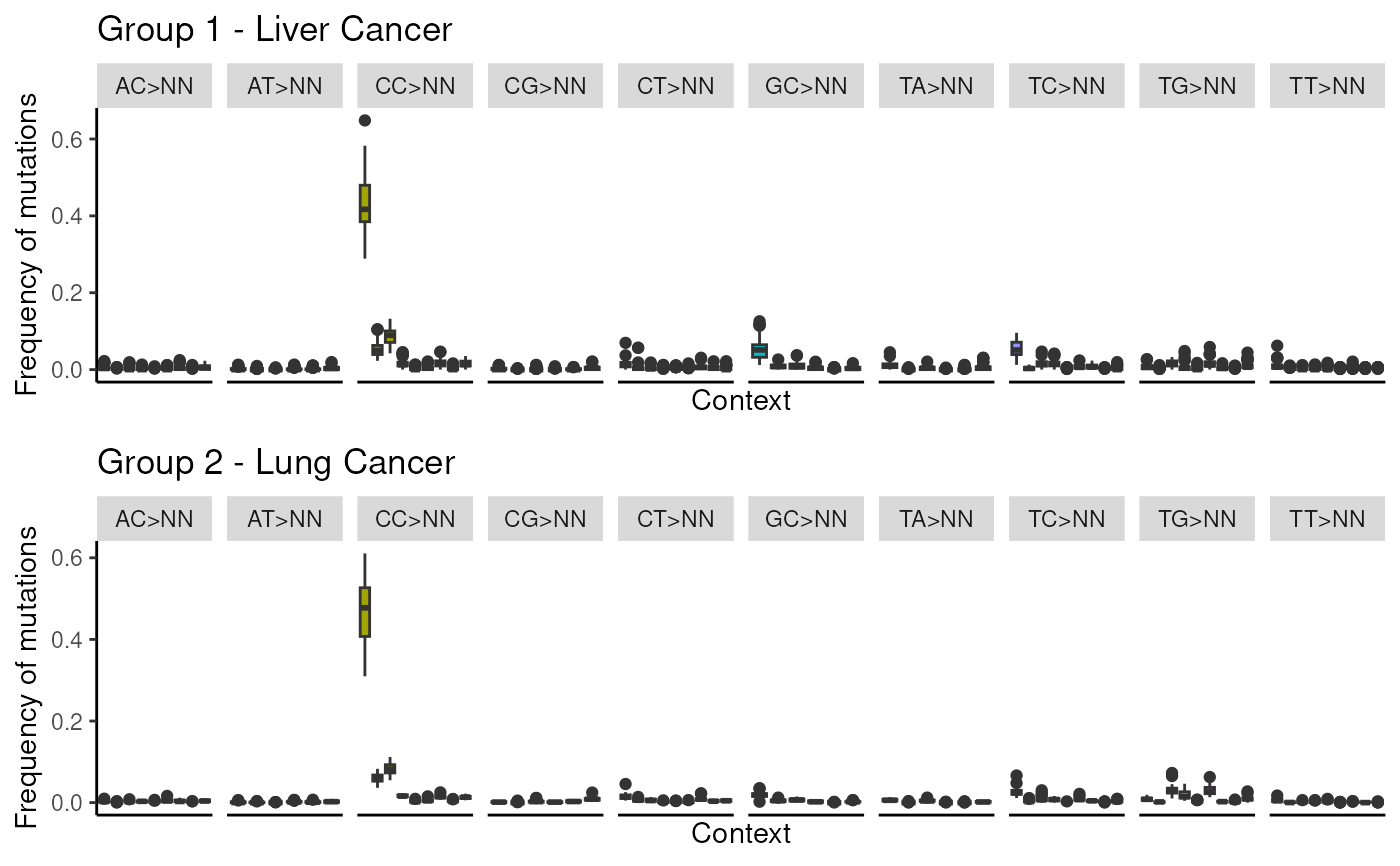 Group 1 - Liver Cancer
AC>NN AT>NN CC>NN CG>NN CT>NN GC>NN TA>NN TC>NN TG>NN TT>NN
Frequency of mutations
0.6
0.4
0.2
0.0
Context
Group 2 - Lung Cancer
AC>NN AT>NN CC>NN CG>NN CT>NN GC>NN TA>NN TC>NN TG>NN TT>NN
Frequency of mutations
0.6
0.4
0.2
0.0
Context